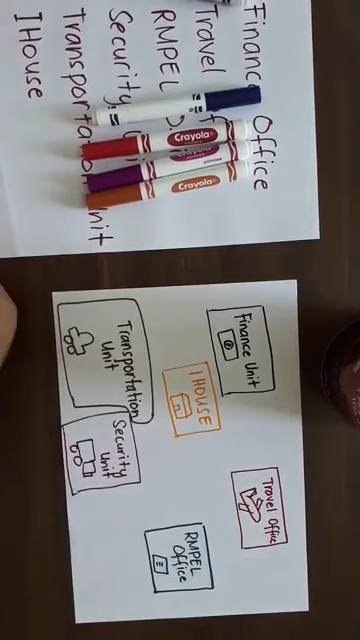 Finance Office
Travel
RMPEL
Security
Transportation Unit
I House
Crayola
Crayola
Crayola
Finance Unit
I HOUSE
Transportation
Unit
Security
Unit
Travel Office
RMPEL
Office